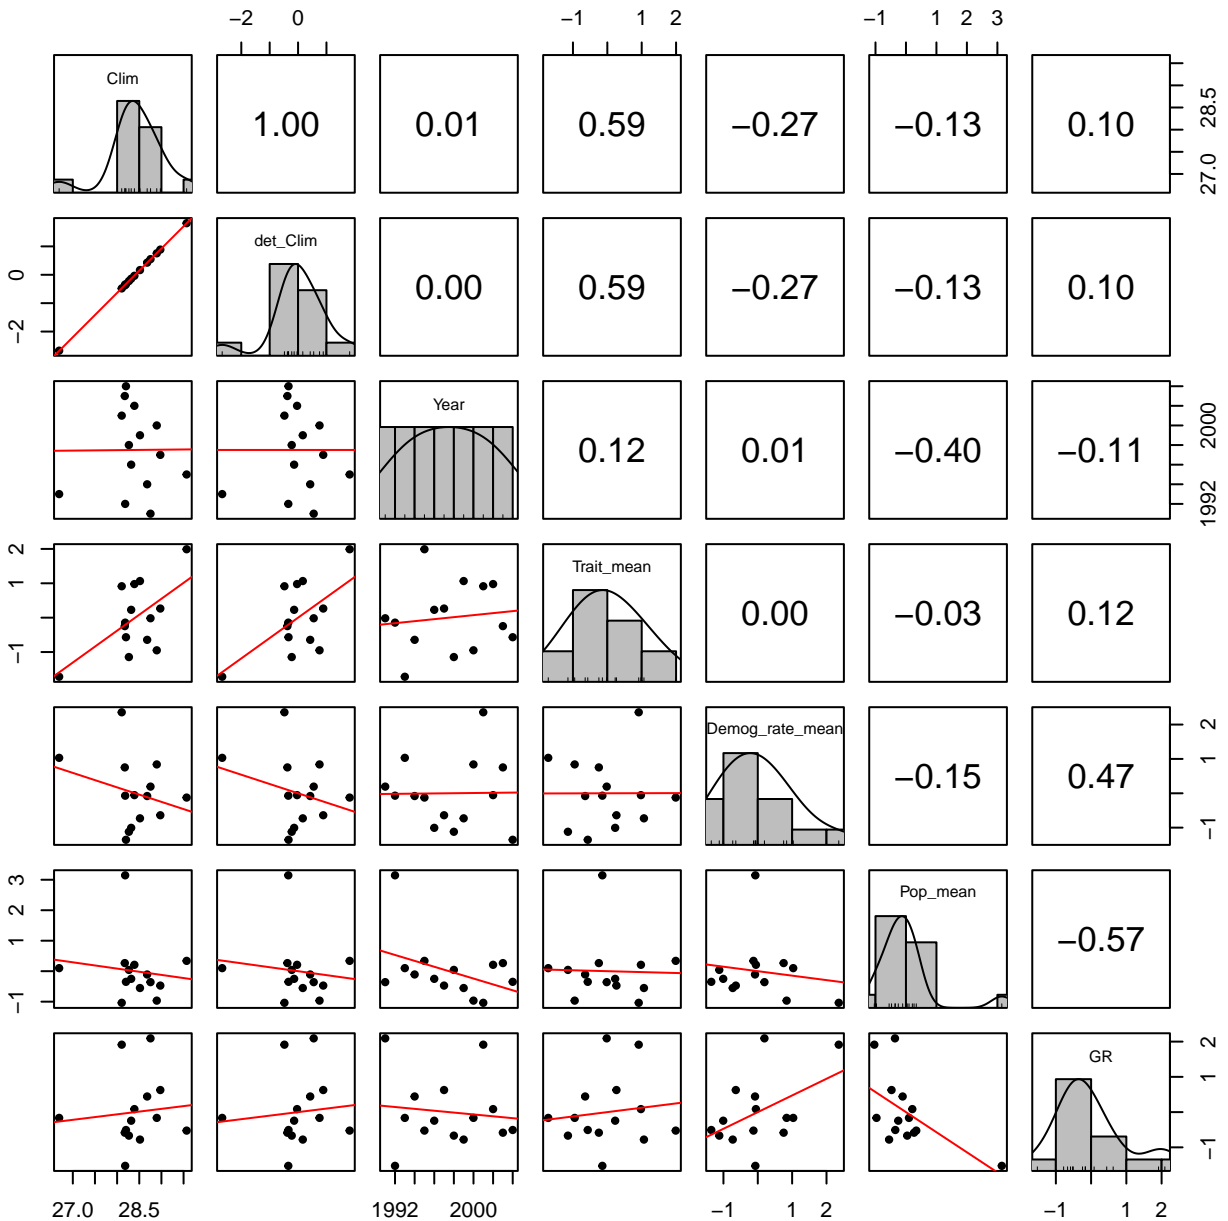 −2 0 −1 1 2 −1 1 2 3
Clim 1.00 0.01 0.59 −0.27 −0.13 0.10 27.0 28.5
−2 0 det_Clim 0.00 0.59 −0.27 −0.13 0.10
Year 0.12 0.01 −0.40 −0.11 1992 2000
−1 1 2 Trait_mean 0.00 −0.03 0.12
Demog_rate_mean −0.15 0.47 −1 1 2
−1 1 2 3 Pop_mean −0.57
GR −1 1 2
27.0 28.5 1992 2000 −1 1 2 −1 1 2